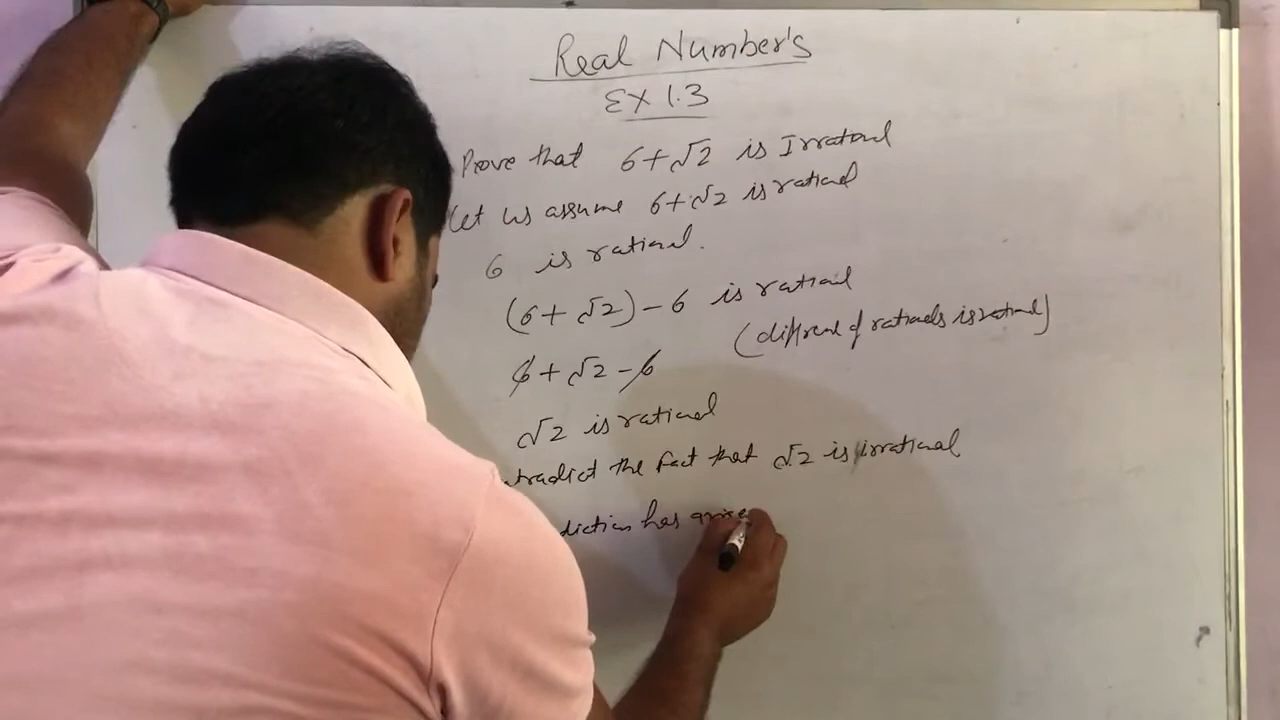 Real Number's
EX 1.3
Prove that 6+√2 is Irrational
Let us assume 6+√2 is rational
6 is rational.
(6+√2)-6 is rational
(different of rationals is rational)
6+√2-6
√2 is rational
tradict the fact that √2 is irrational
diction has arise